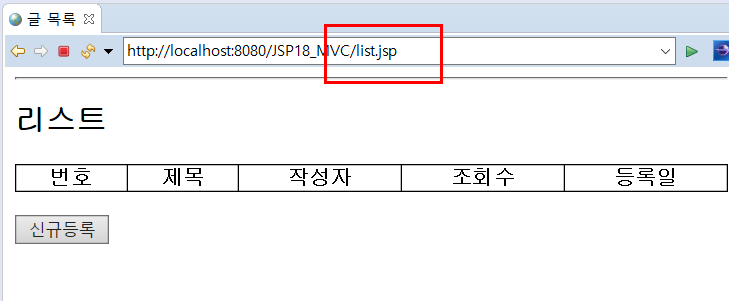 글 목록
http://localhost:8080/JSP18_MVC/list.jsp
리스트
번호 제목 작성자 조회수 등록일
신규등록